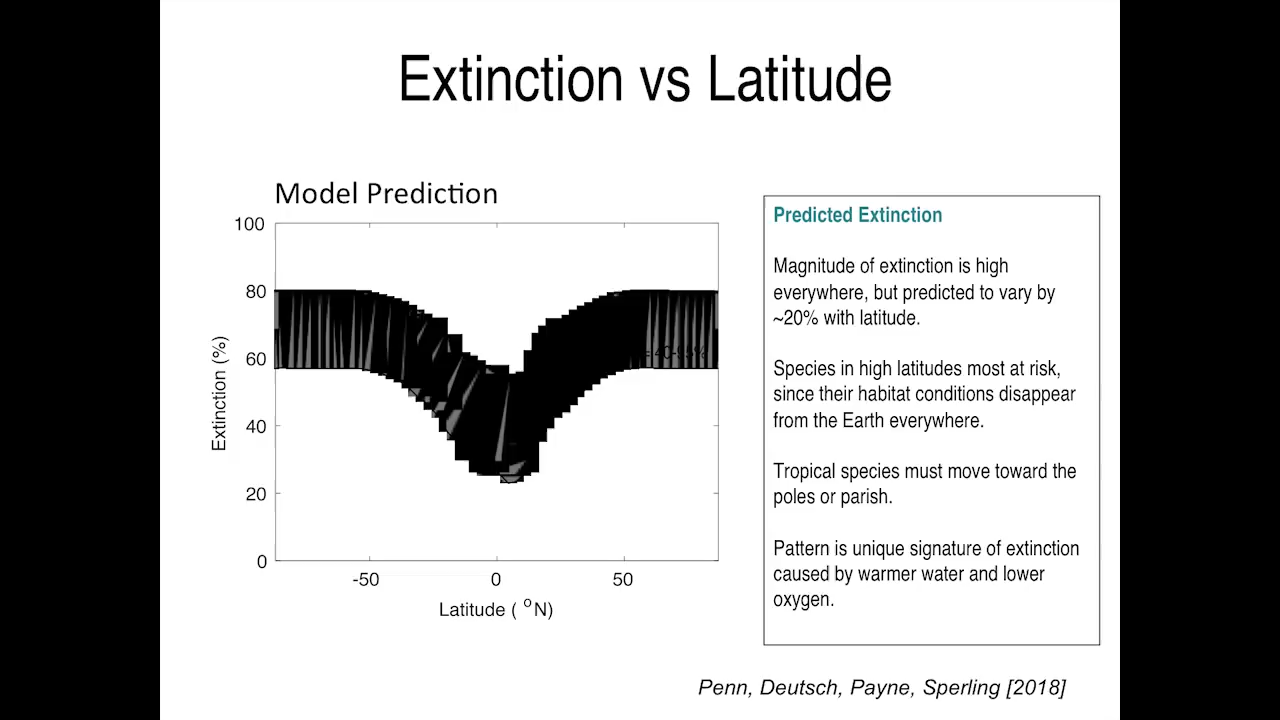 Extinction vs Latitude
Model Prediction
100
80
60
40
20
0
Extinction (%)
-50
0
50
Latitude ( oN)
Predicted Extinction
Magnitude of extinction is high
everywhere, but predicted to vary by
~20% with latitude.
Species in high latitudes most at risk,
since their habitat conditions disappear
from the Earth everywhere.
Tropical species must move toward the
poles or parish.
Pattern is unique signature of extinction
caused by warmer water and lower
oxygen.
Penn, Deutsch, Payne, Sperling [2018]